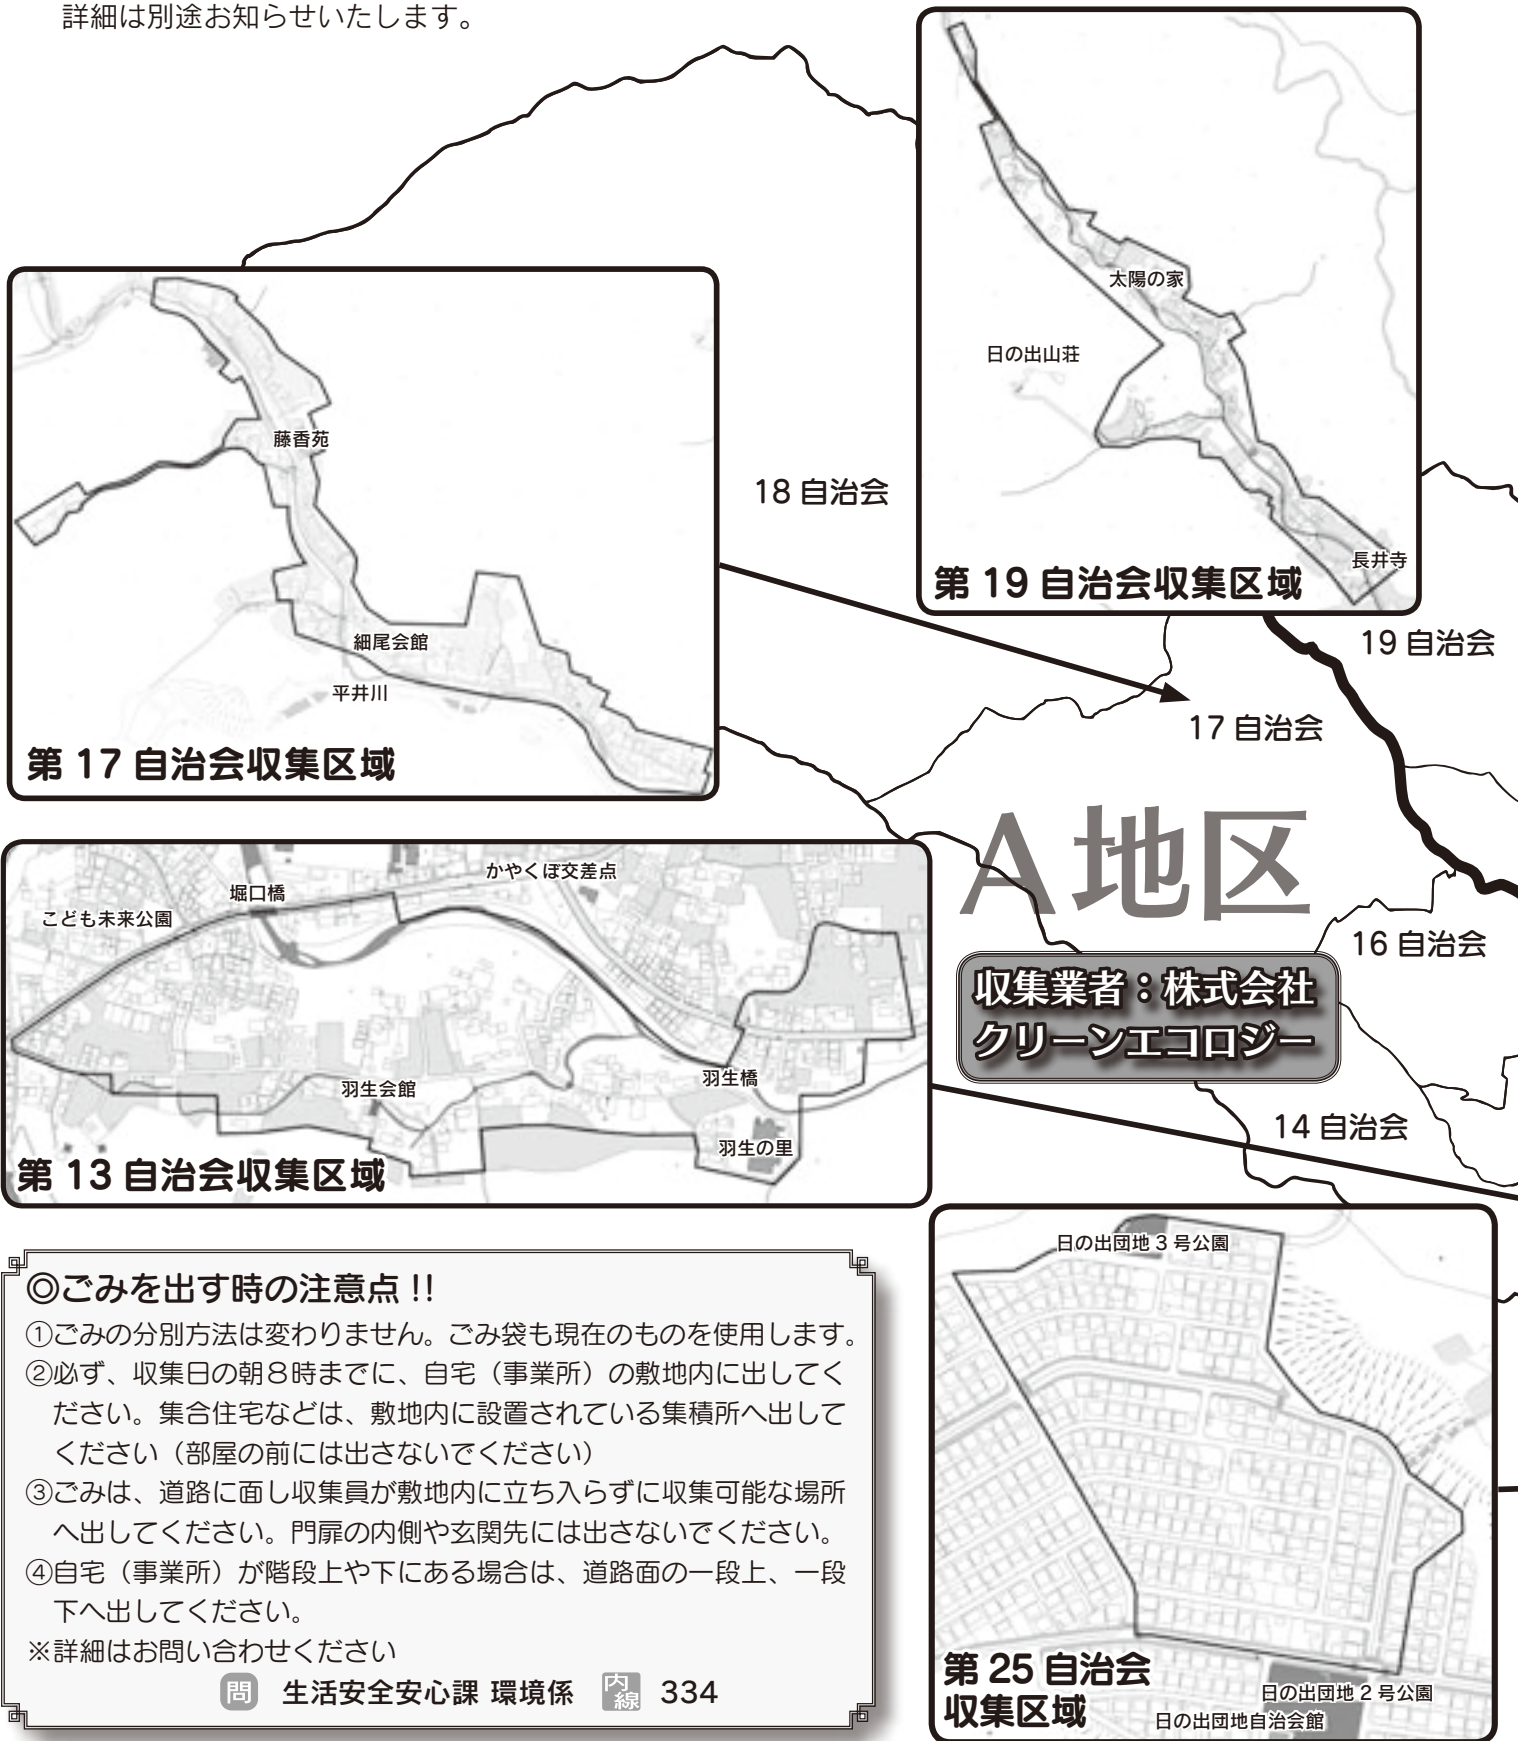 詳細は別途お知らせいたします。
太陽の家
日の出山荘
長井寺
第 19 自治会収集区域
18 自治会
19 自治会
藤香苑
細尾会館
平井川
第 17 自治会収集区域
17 自治会
A地区
収集業者：株式会社
クリーンエコロジー
16 自治会
14 自治会
かやくぼ交差点
堀口橋
こども未来公園
羽生会館
羽生橋
羽生の里
第 13 自治会収集区域
◎ごみを出す時の注意点 !!
①ごみの分別方法は変わりません。ごみ袋も現在のものを使用します。
②必ず、収集日の朝８時までに、自宅（事業所）の敷地内に出してく
ださい。集合住宅などは、敷地内に設置されている集積所へ出して
ください（部屋の前には出さないでください）
③ごみは、道路に面し収集員が敷地内に立ち入らずに収集可能な場所
へ出してください。門扉の内側や玄関先には出さないでください。
④自宅（事業所）が階段上や下にある場合は、道路面の一段上、一段
下へ出してください。
※詳細はお問い合わせください
問 生活安全安心課 環境係 内線 334
日の出団地 3 号公園
第 25 自治会
収集区域
日の出団地 2 号公園
日の出団地自治会館